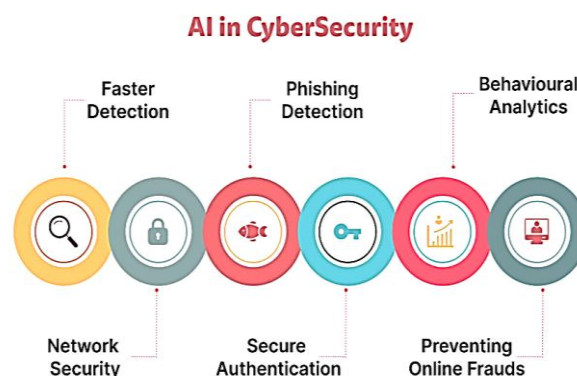 AI in CyberSecurity
Faster
Detection
Phishing
Detection
Behavioural
Analytics
Network
Security
Secure
Authentication
Preventing
Online Frauds